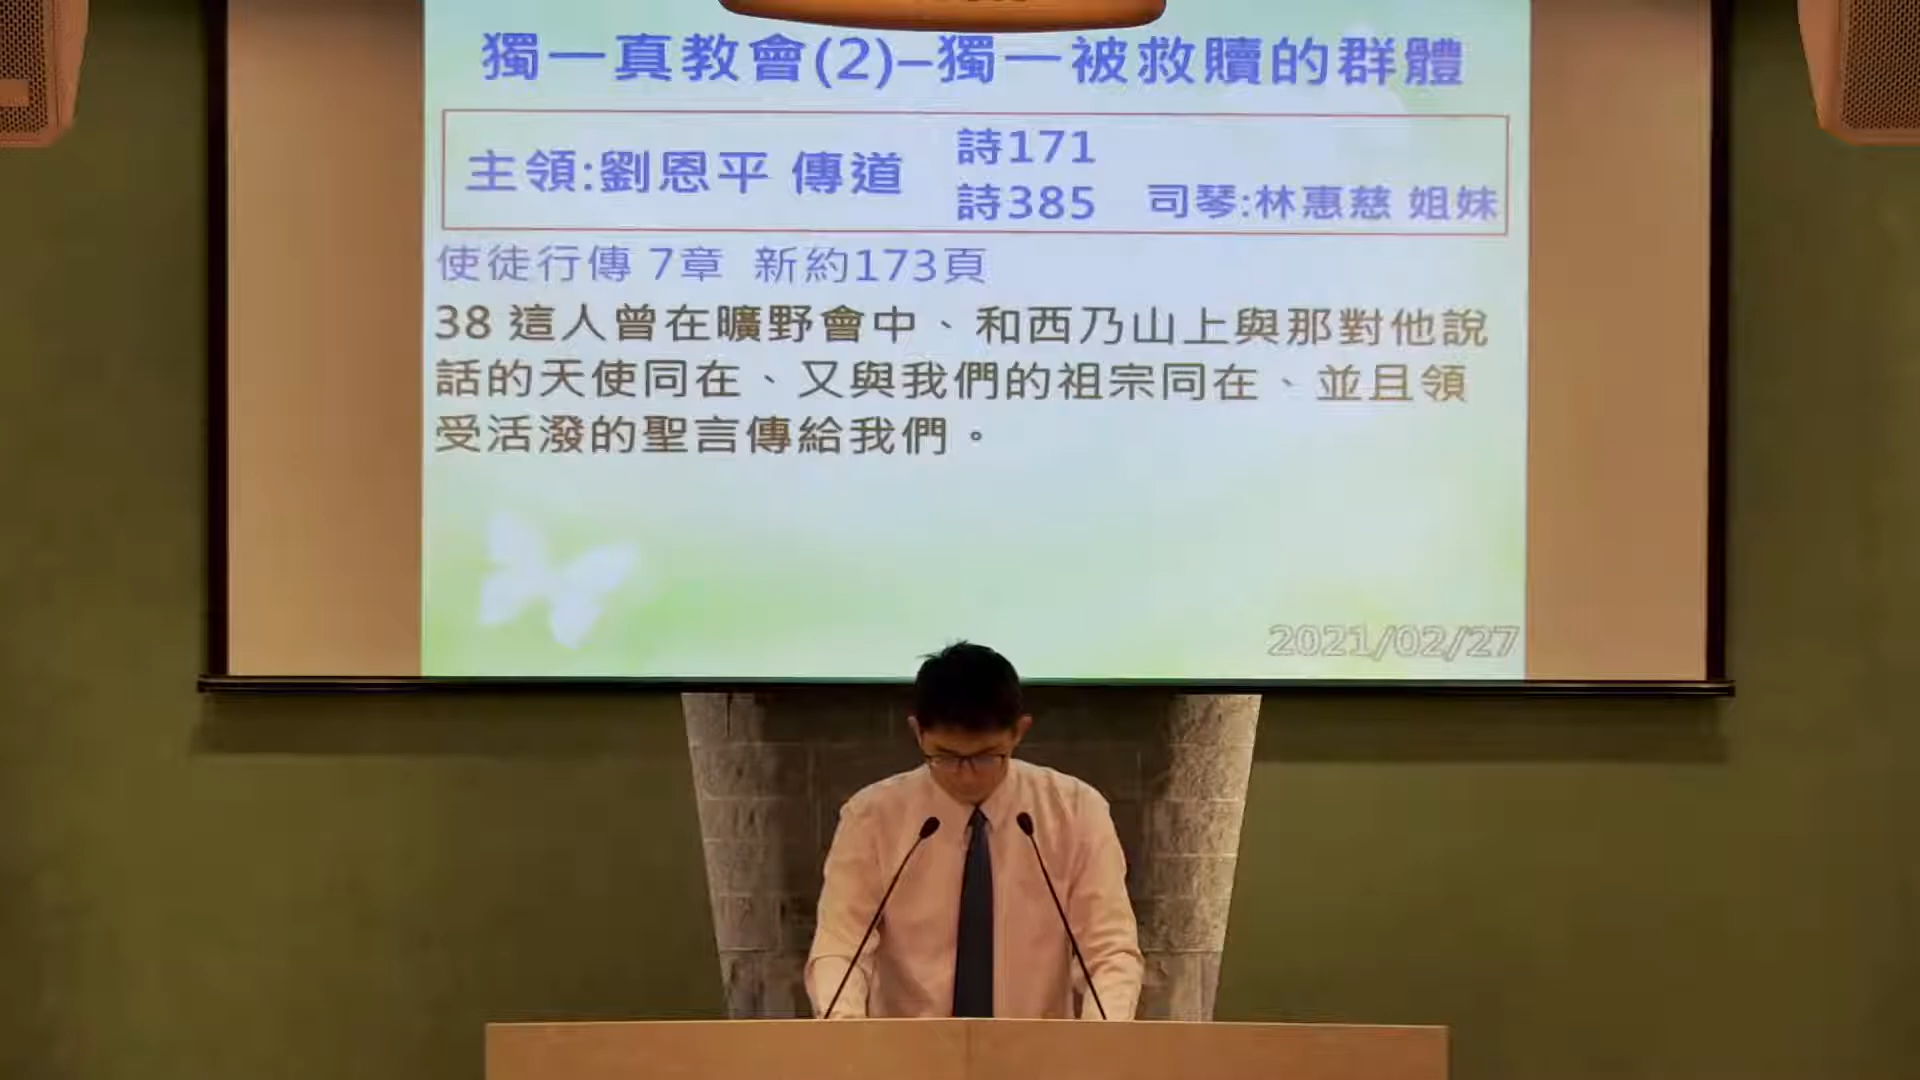 獨一真教會(2)–獨一被救贖的群體
主領:劉恩平 傳道
詩171
詩385 司琴:林惠慈 姐妹
使徒行傳 7章 新約173頁
38 這人曾在曠野會中、和西乃山上與那對他說
話的天使同在、又與我們的祖宗同在、並且領
受活潑的聖言傳給我們。
2021/02/27